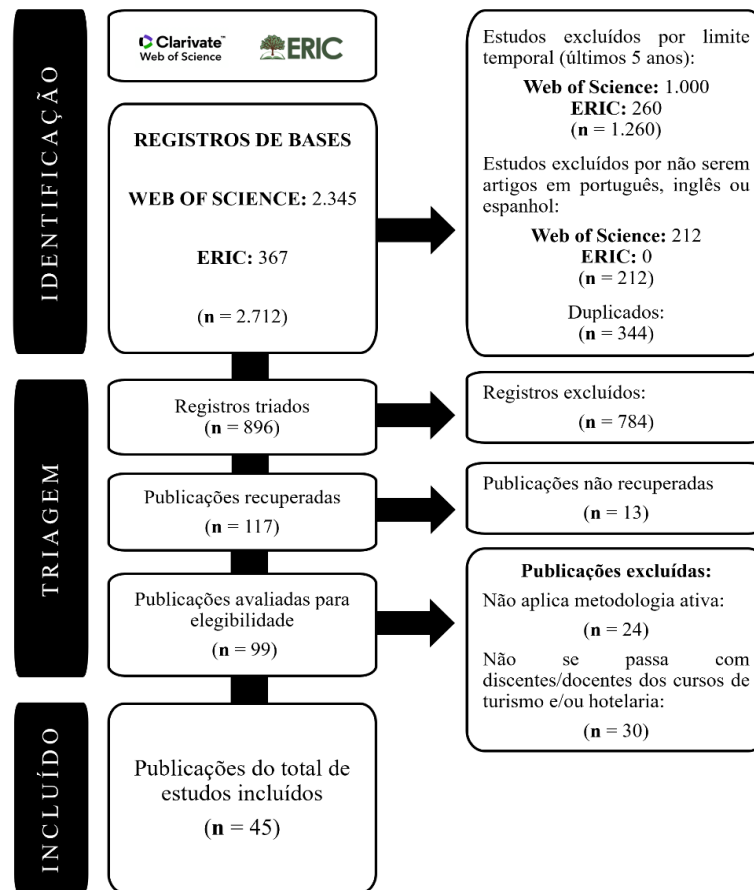 IDENTIFICAÇÃO
Clarivate™
Web of Science
ERIC
REGISTROS DE BASES
WEB OF SCIENCE: 2.345
ERIC: 367
(n = 2.712)
Estudos excluídos por limite
temporal (últimos 5 anos):
Web of Science: 1.000
ERIC: 260
(n = 1.260)
Estudos excluídos por não serem
artigos em português, inglês ou
espanhol:
Web of Science: 212
ERIC: 0
(n = 212)
Duplicados:
(n = 344)
TRIAGEM
Registros triados
(n = 896)
Registros excluídos:
(n = 784)
Publicações recuperadas
(n = 117)
Publicações não recuperadas
(n = 13)
Publicações avaliadas para
elegibilidade
(n = 99)
Publicações excluídas:
Não aplica metodologia ativa:
(n = 24)
Não se passa com
discentes/docentes dos cursos de
turismo e/ou hotelaria:
(n = 30)
INCLUÍDO
Publicações do total de
estudos incluídos
(n = 45)